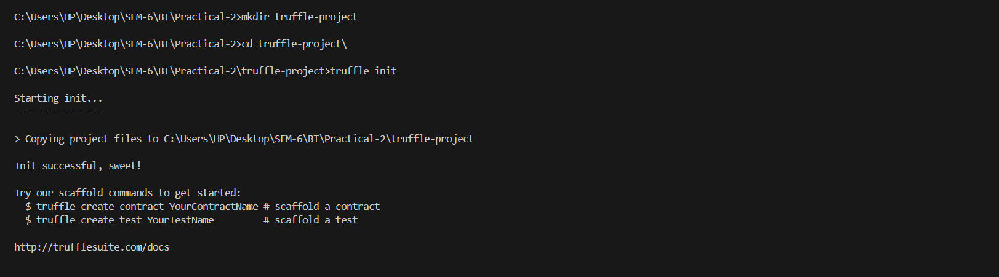 C:\Users\HP\Desktop\SEM-6\BT\Practical-2>mkdir truffle-project
C:\Users\HP\Desktop\SEM-6\BT\Practical-2>cd truffle-project\
C:\Users\HP\Desktop\SEM-6\BT\Practical-2\truffle-project>truffle init
Starting init...
================
> Copying project files to C:\Users\HP\Desktop\SEM-6\BT\Practical-2\truffle-project
Init successful, sweet!
Try our scaffold commands to get started:
  $ truffle create contract YourContractName # scaffold a contract
  $ truffle create test YourTestName         # scaffold a test
http://trufflesuite.com/docs